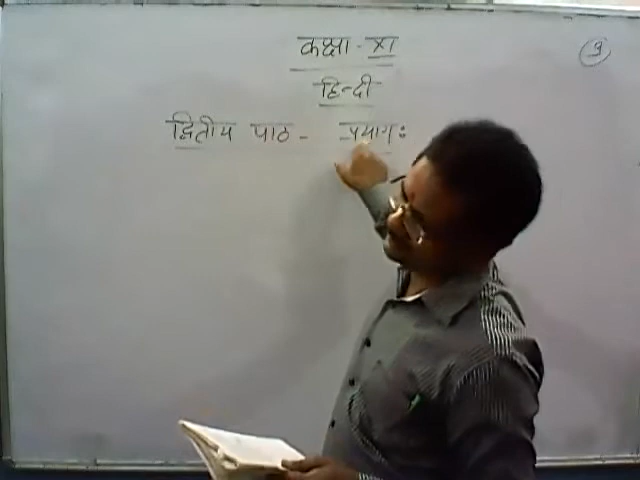 कक्षा - XI
हिन्दी
द्वितीय पाठ - प्रयागः